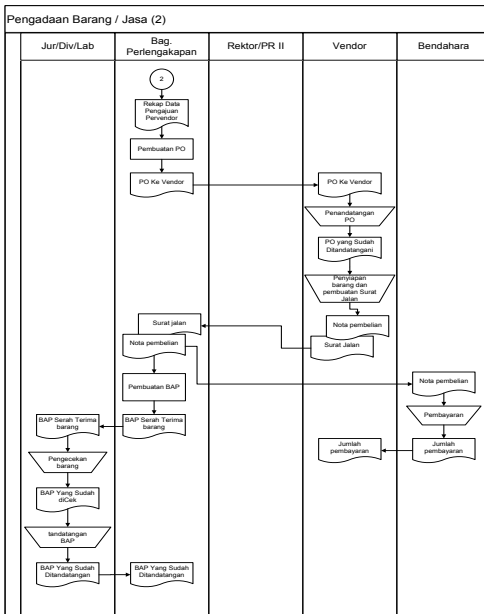 Pengadaan Barang / Jasa (2)
Jur/Div/Lab
Bag.
Perlengakapan
Rektor/PR II
Vendor
Bendahara
2
Rekap Data
Pengajuan
Pervendor
Pembuatan PO
PO Ke Vendor
PO Ke Vendor
Penandatangan
PO
PO yang Sudah
Ditandatangani
Penyiapan
barang dan
pembuatan Surat
Jalan
Nota pembelian
Surat Jalan
Surat jalan
Nota pembelian
Nota pembelian
Pembuatan BAP
Pembayaran
BAP Serah Terima
barang
BAP Serah Terima
barang
Jumlah
pembayaran
Jumlah
pembayaran
Pengecekan
barang
BAP Yang Sudah
diCek
tandatangan
BAP
BAP Yang Sudah
Ditandatangan
BAP Yang Sudah
Ditandatangan